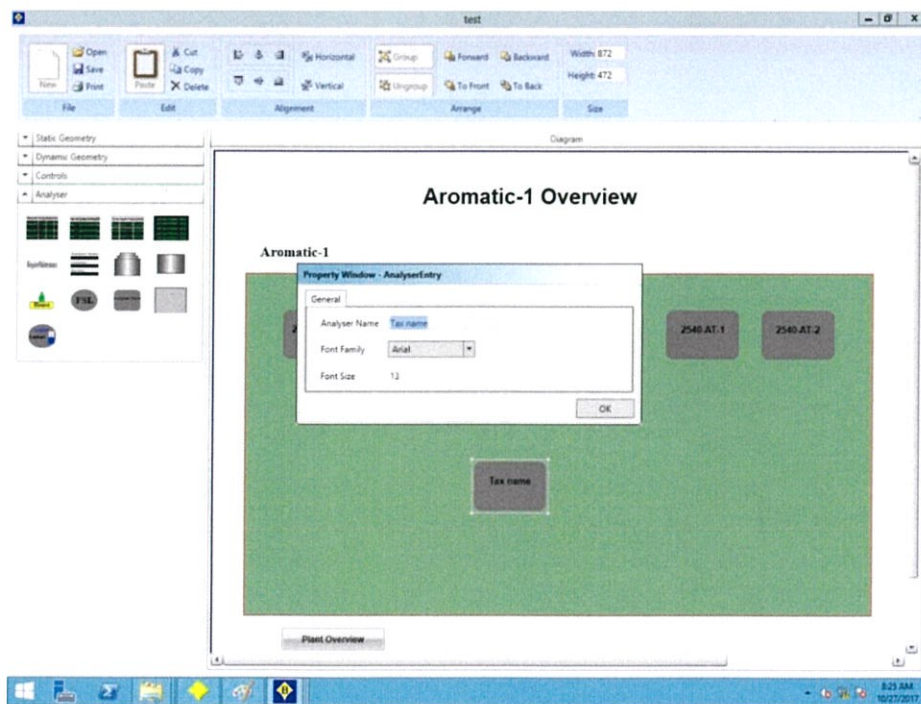 test
New
Open
Save
Print
File
Paste
Cut
Copy
Delete
Edit
Horizontal
Vertical
Alignment
Group
Ungroup
Forward
Backward
To Front
To Back
Arrange
Width: 872
Height: 472
Size
Static Geometry
Dynamic Geometry
Controls
Analyser
FSL
Diagram
Aromatic-1 Overview
Aromatic-1
Property Window - AnalyserEntry
General
Analyser Name Tax name
Font Family Arial
Font Size 13
OK
2
2540-AT-1
2540-AT-2
Tax name
Plant Overview
8:25 AM
10/27/2017